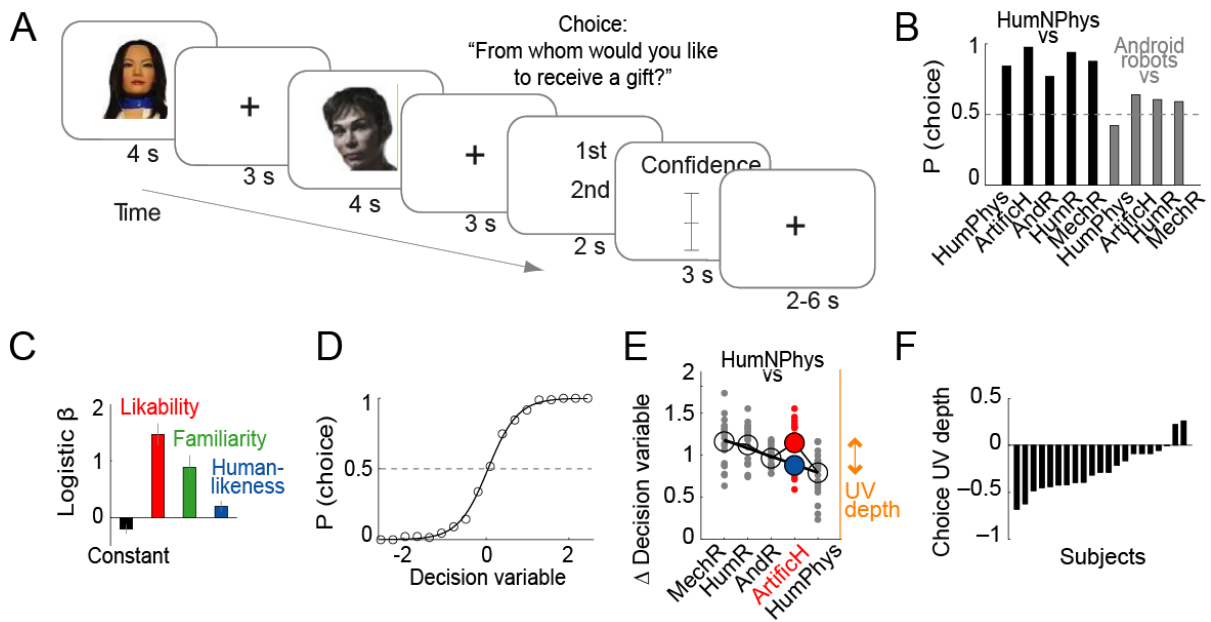 A
4 s
+
3 s
4 s
+
3 s
Choice:
“From whom would you like
to receive a gift?”
1st
2nd
2 s
Confidence
3 s
+
2-6 s
Time
B
HumNPhys
vs
Android
robots
vs
P (choice)
1
0.5
0
HumPhys
ArtificH
AndR
HumR
MechR
HumPhys
ArtificH
HumR
MechR
C
Logistic β
2
1
0
Likability
Familiarity
Human-
likeness
Constant
D
P (choice)
1
0.5
0
-2
0
2
Decision variable
E
HumNPhys
vs
Δ Decision variable
2
1.5
1
0.5
0
UV
depth
MechR
HumR
AndR
ArtificH
HumPhys
F
Choice UV depth
0.5
0
−0.5
−1
Subjects